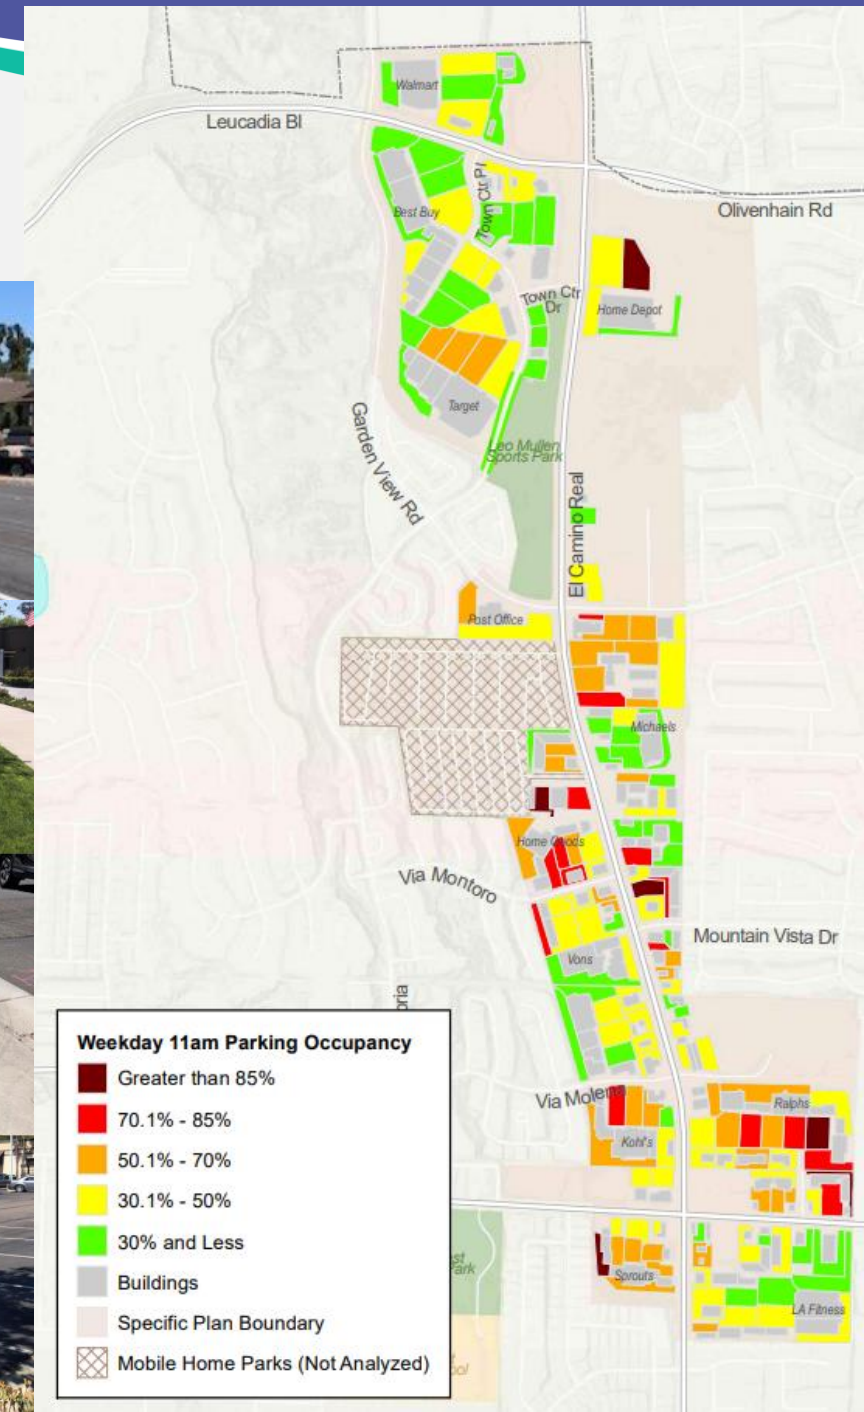 Walmart
Leucadia Bl
Town Ctr Pl
Olivenhain Rd
Best Buy
Town Ctr
Dr
Home Depot
Target
Garden View Rd
Leo Mullen
Sports Park
El Camino Real
Post Office
Michaels
Home Goods
Via Montoro
Mountain Vista Dr
Vons
oria
Via Molena
Ralphs
Kohl's
Park
Sprouts
LA Fitness
ool
Weekday 11am Parking Occupancy
Greater than 85%
70.1% - 85%
50.1% - 70%
30.1% - 50%
30% and Less
Buildings
Specific Plan Boundary
Mobile Home Parks (Not Analyzed)